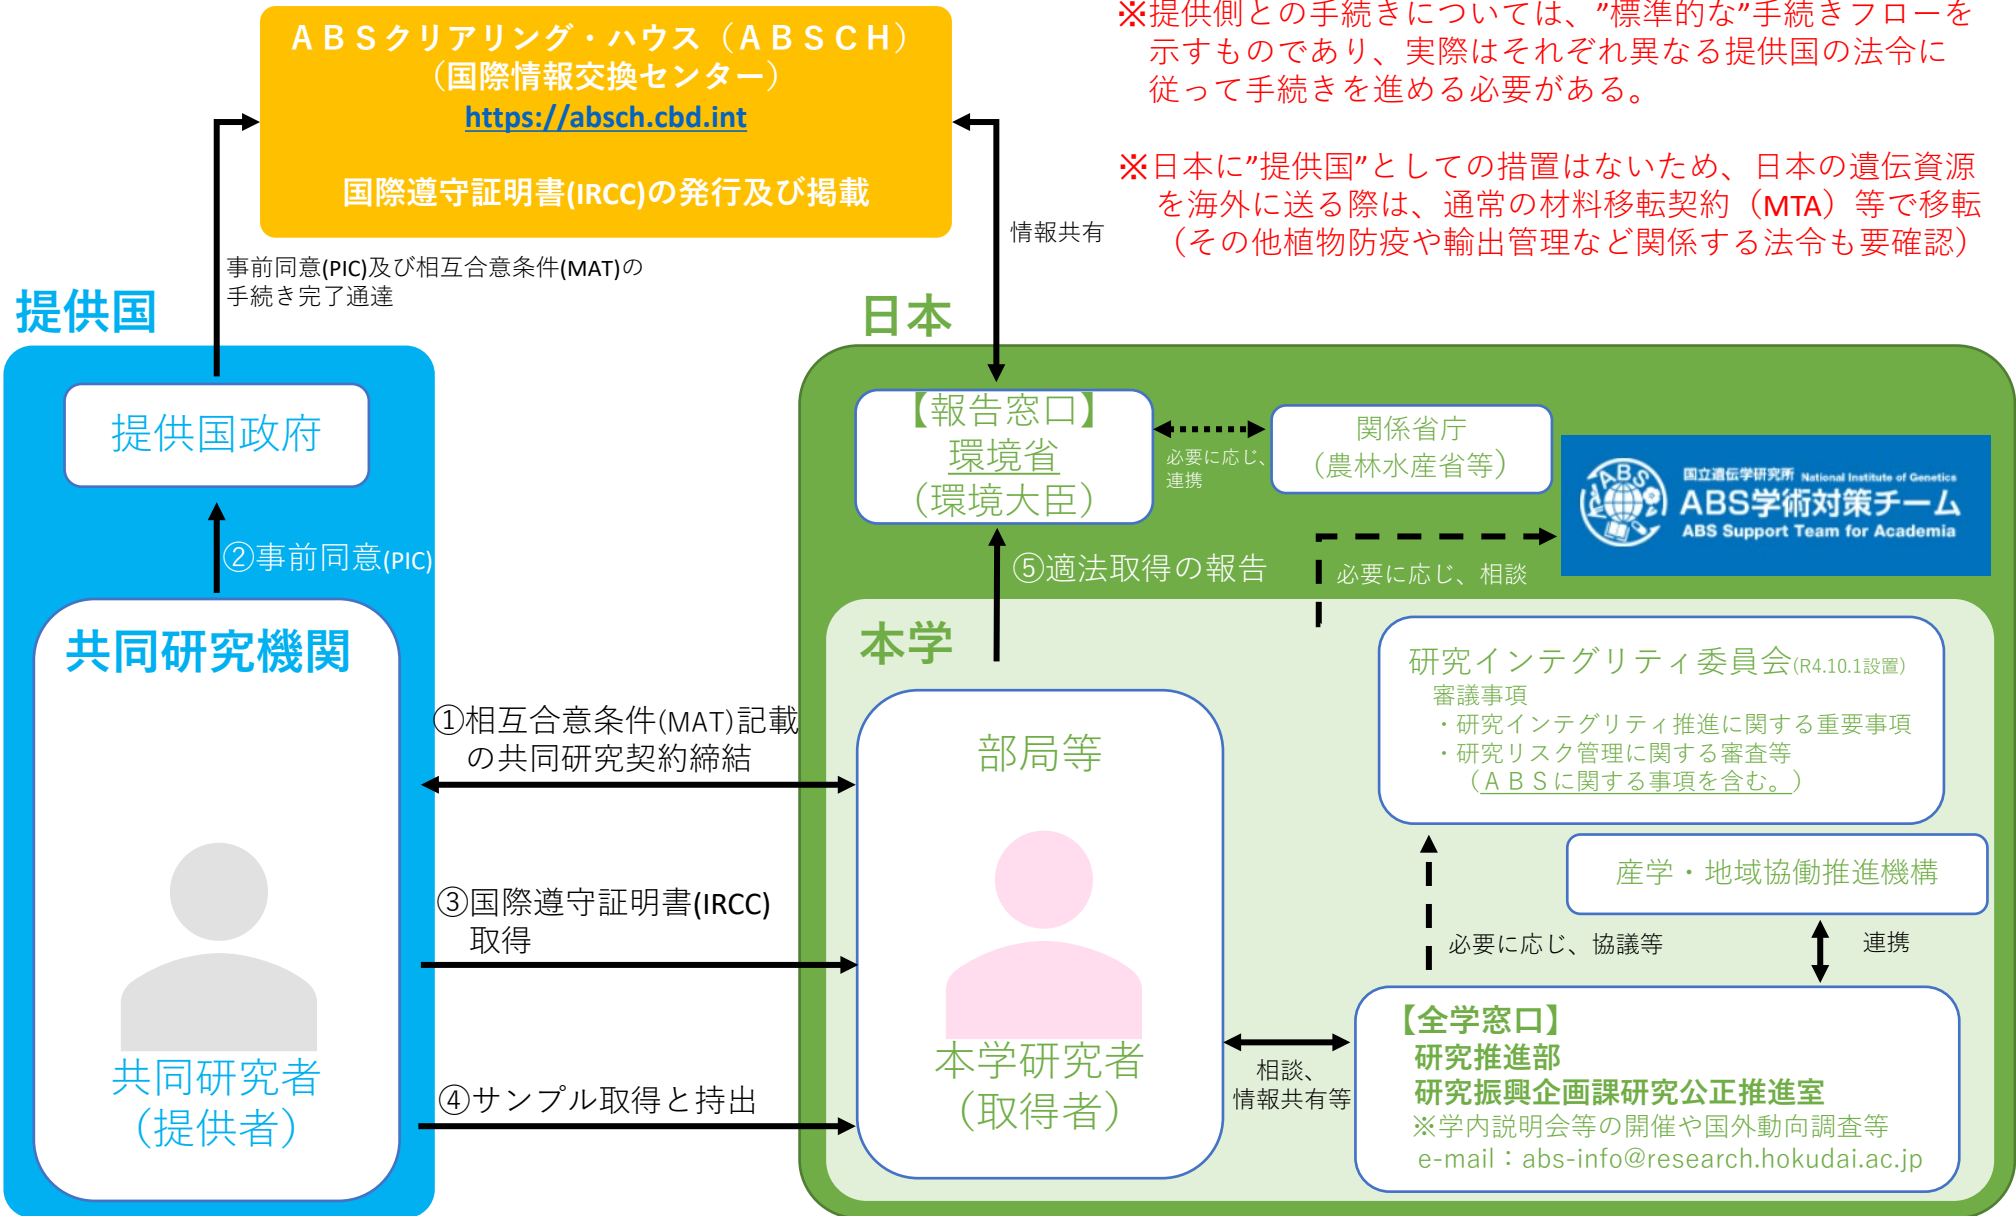 ＡＢＳクリアリング・ハウス（ＡＢＳＣＨ）
（国際情報交換センター）
https://absch.cbd.int
国際遵守証明書(IRCC)の発行及び掲載
※提供側との手続きについては、”標準的な”手続きフローを
示すものであり、実際はそれぞれ異なる提供国の法令に
従って手続きを進める必要がある。
※日本に”提供国”としての措置はないため、日本の遺伝資源
を海外に送る際は、通常の材料移転契約（MTA）等で移転
（その他植物防疫や輸出管理など関係する法令も要確認）
情報共有
事前同意(PIC)及び相互合意条件(MAT)の
手続き完了通達
提供国
提供国政府
②事前同意(PIC)
共同研究機関
共同研究者
（提供者）
①相互合意条件(MAT)記載
の共同研究契約締結
③国際遵守証明書(IRCC)
取得
④サンプル取得と持出
日本
【報告窓口】
環境省
（環境大臣）
必要に応じ、
連携
関係省庁
（農林水産省等）
ABS
国立遺伝学研究所 National Institute of Genetics
ABS学術対策チーム
ABS Support Team for Academia
⑤適法取得の報告
必要に応じ、相談
本学
部局等
本学研究者
（取得者）
研究インテグリティ委員会(R4.10.1設置)
審議事項
・研究インテグリティ推進に関する重要事項
・研究リスク管理に関する審査等
（ＡＢＳに関する事項を含む。）
産学・地域協働推進機構
必要に応じ、協議等
連携
相談、
情報共有等
【全学窓口】
研究推進部
研究振興企画課研究公正推進室
※学内説明会等の開催や国外動向調査等
e-mail：abs-info@research.hokudai.ac.jp